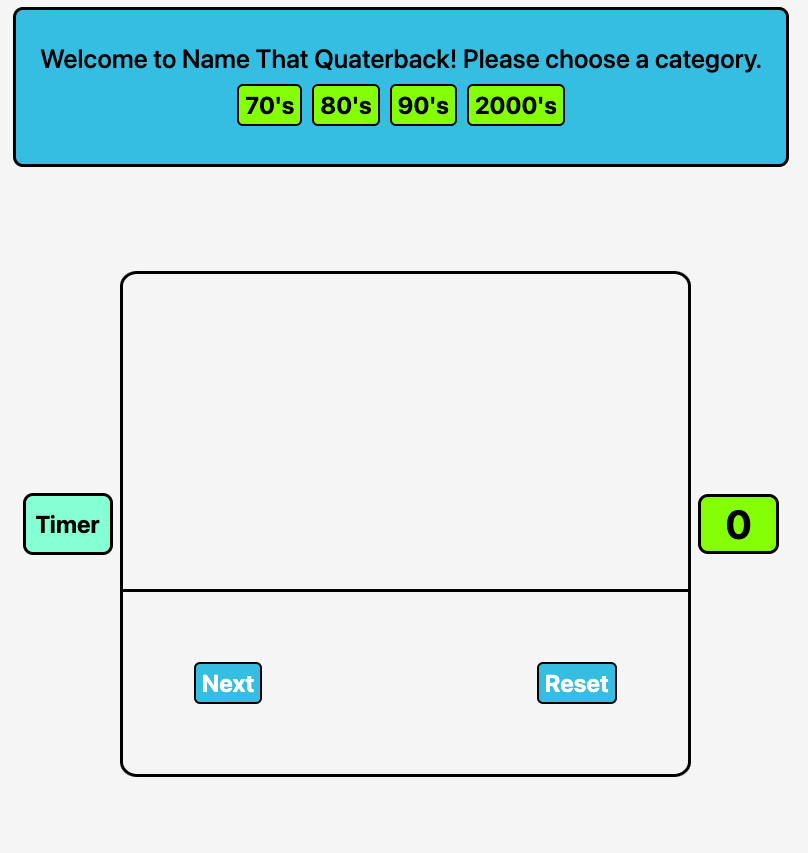 Welcome to Name That Quaterback! Please choose a category.
70's 80's 90's 2000's
Timer
0
Next Reset